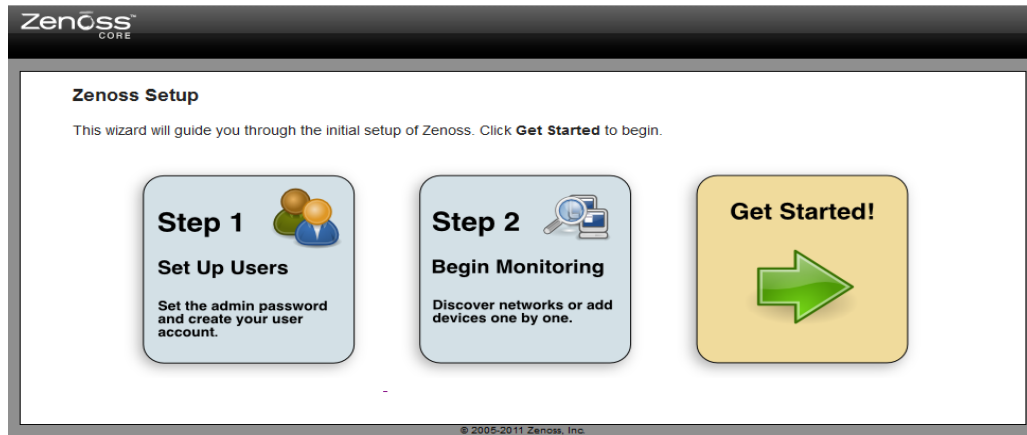 Zenōss™
CORE
Zenoss Setup
This wizard will guide you through the initial setup of Zenoss. Click Get Started to begin.
Step 1
Set Up Users
Set the admin password
and create your user
account.
Step 2
Begin Monitoring
Discover networks or add
devices one by one.
Get Started!
-
© 2005-2011 Zenoss, Inc.